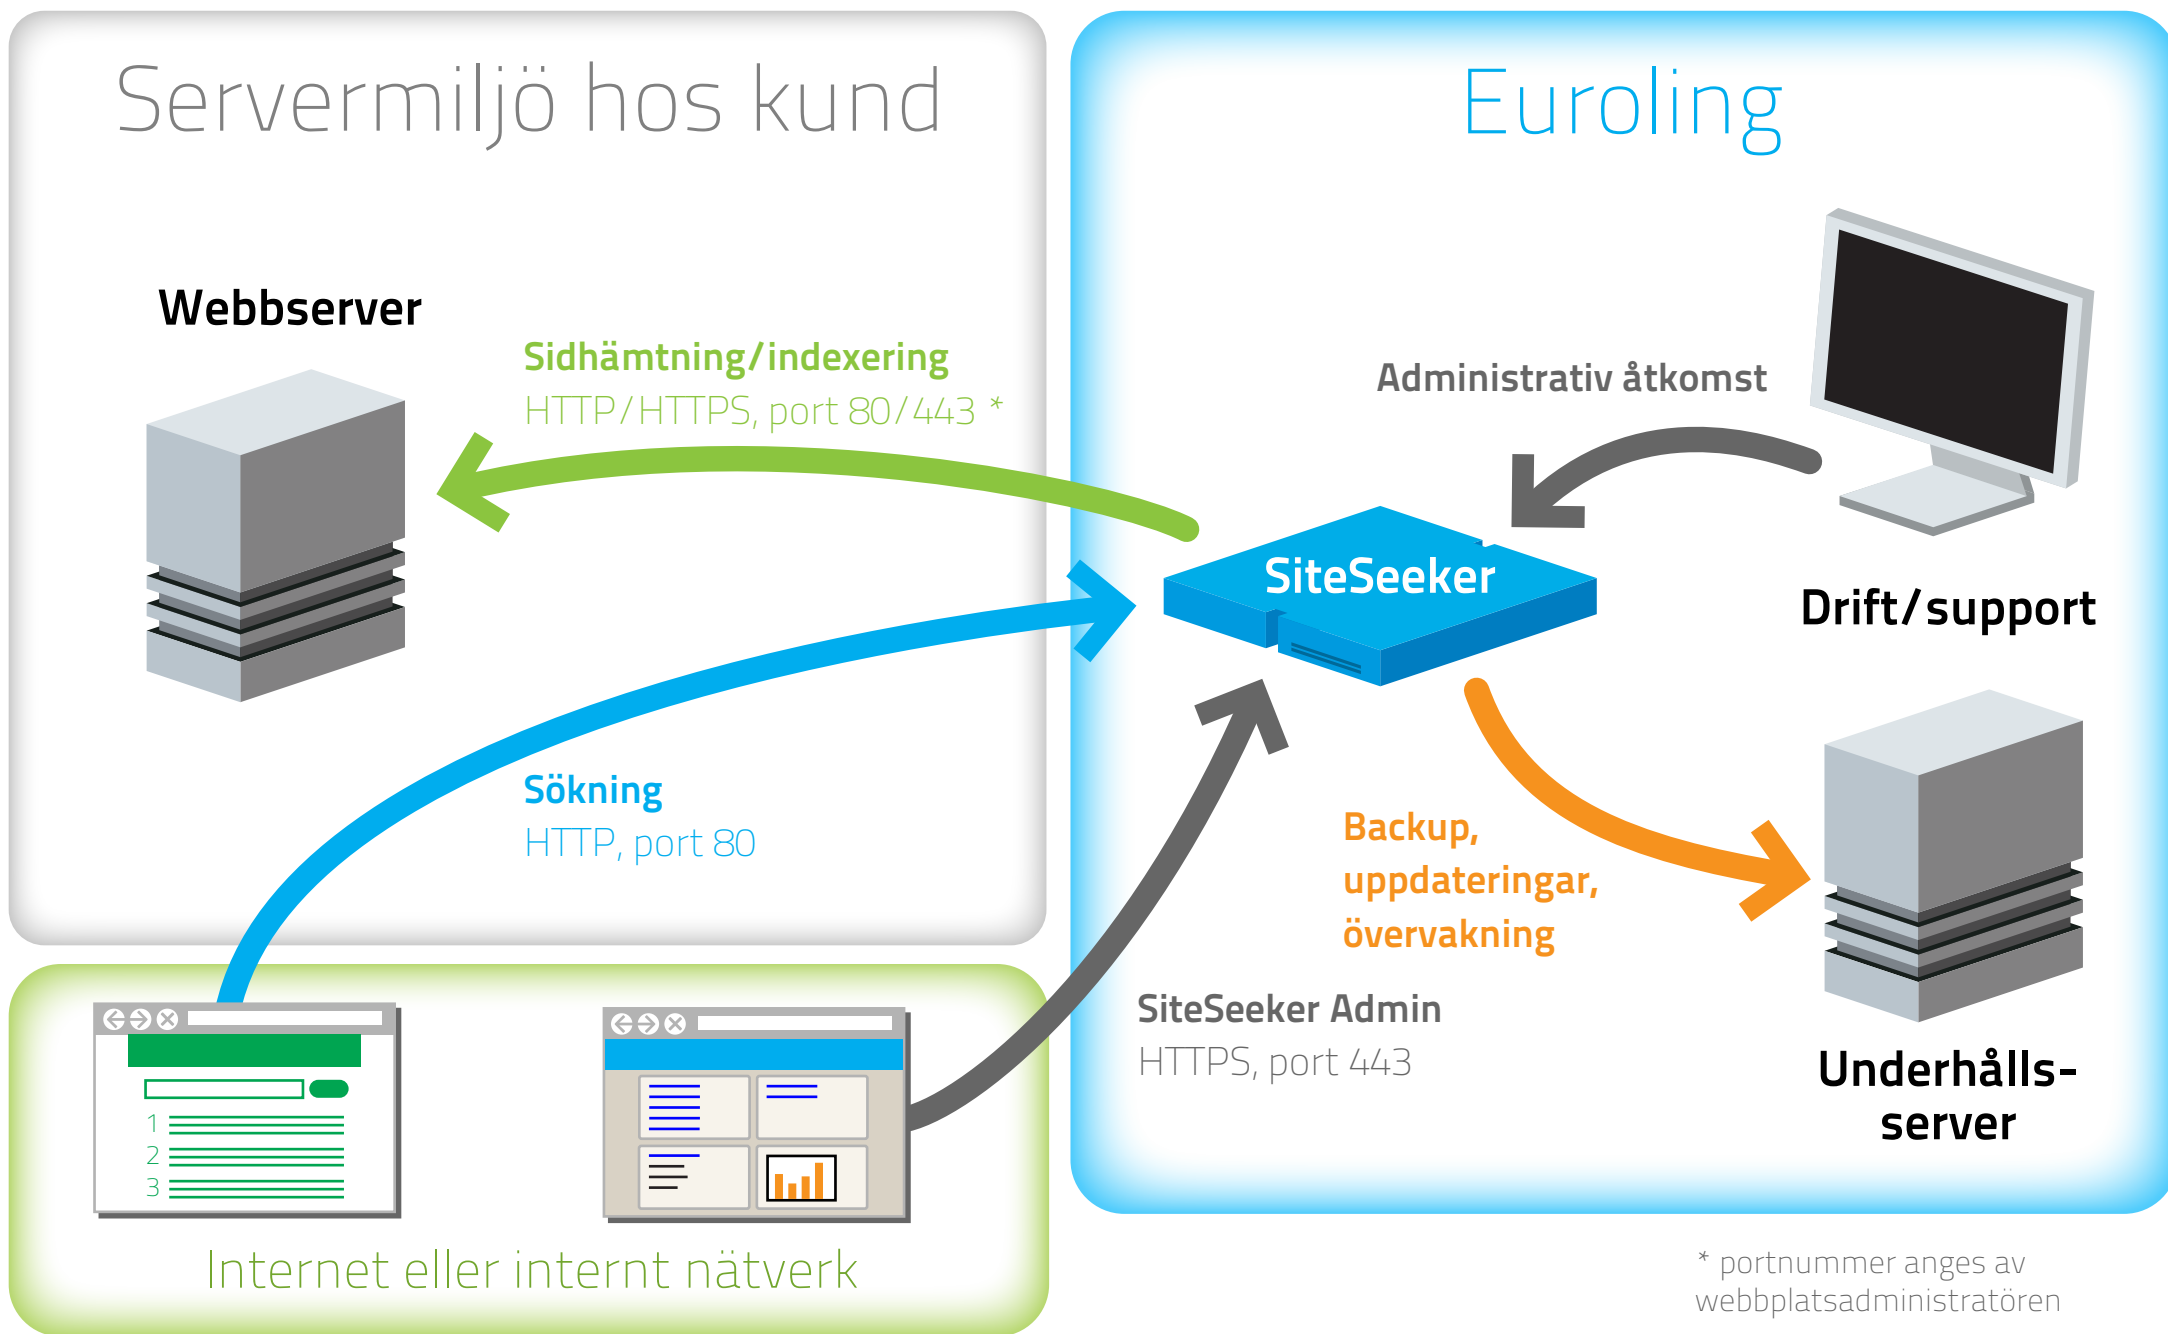 Servermiljö hos kund
Euroling
Webbserver
Sidhämtning/indexering
HTTP/HTTPS, port 80/443 *
Administrativ åtkomst
SiteSeeker
Drift/support
Sökning
HTTP, port 80
Backup,
uppdateringar,
övervakning
SiteSeeker Admin
HTTPS, port 443
Underhålls-
server
1
2
3
Internet eller internt nätverk
* portnummer anges av
webbplatsadministratören